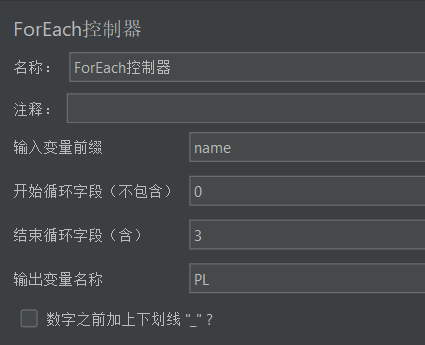 ForEach控制器
名称： ForEach控制器
注释：
输入变量前缀 name
开始循环字段（不包含） 0
结束循环字段（含） 3
输出变量名称 PL
数字之前加上下划线 "_" ?